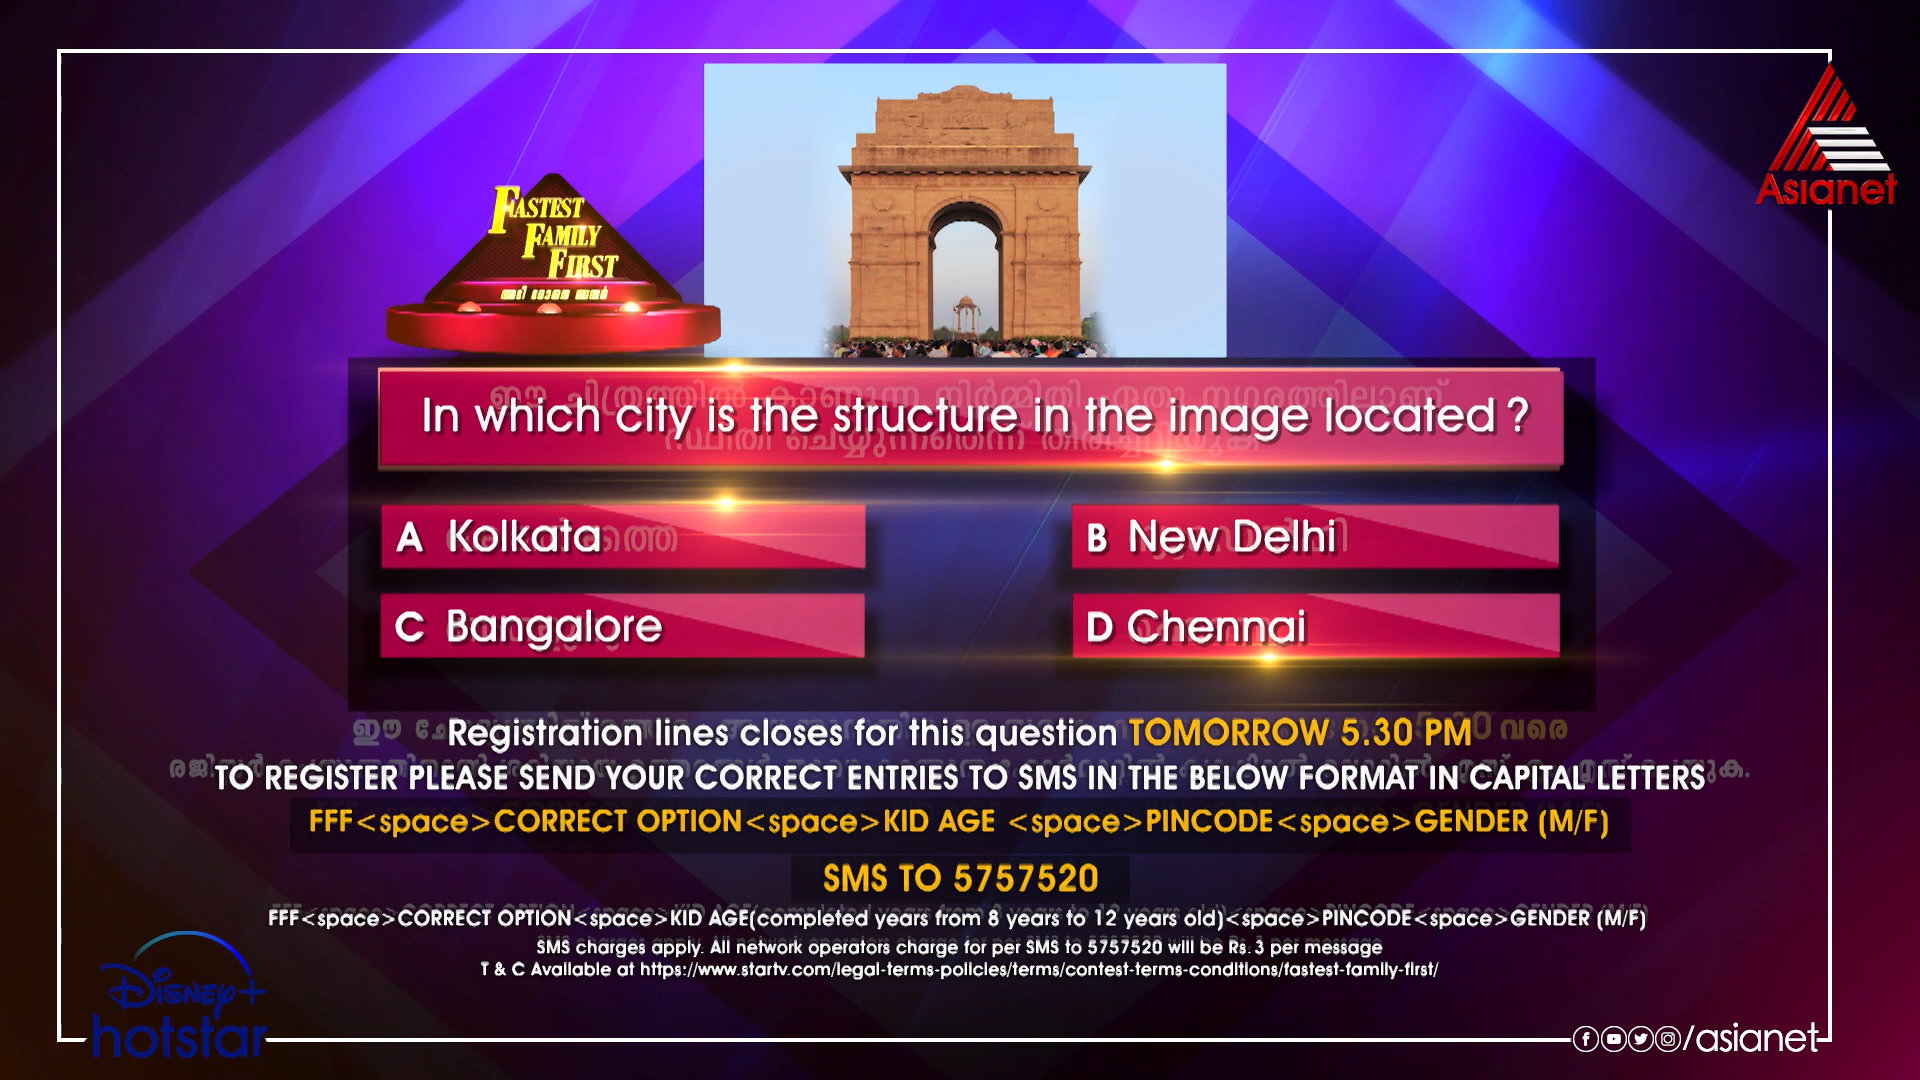 Asianet
FASTEST
FAMILY
FIRST
INDIA
In which city is the structure in the image located ?
A Kolkata
B New Delhi
C Bangalore
D Chennai
Registration lines closes for this question TOMORROW 5.30 PM
TO REGISTER PLEASE SEND YOUR CORRECT ENTRIES TO SMS IN THE BELOW FORMAT IN CAPITAL LETTERS
FFF<space>CORRECT OPTION<space>KID AGE <space>PINCODE<space>GENDER (M/F)
SMS TO 5757520
FFF<space>CORRECT OPTION<space>KID AGE(completed years from 8 years to 12 years old)<space>PINCODE<space>GENDER (M/F)
SMS charges apply. All network operators charge for per SMS to 5757520 will be Rs. 3 per message
T & C Available at https://www.startv.com/legal-terms-policies/terms/contest-terms-conditions/fastest-family-first/
Disney+
hotstar
/asianet